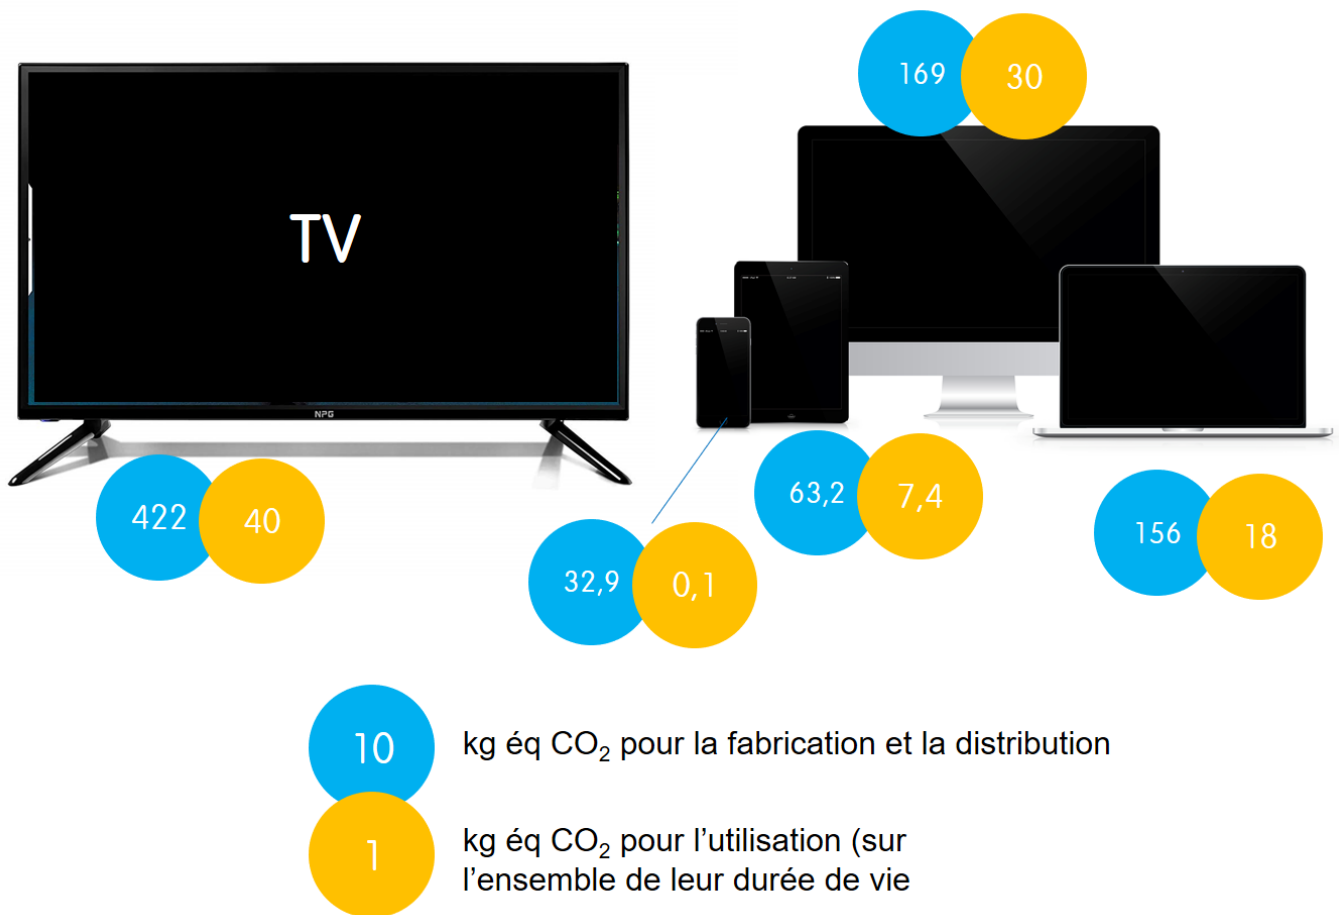 169
30
TV
NPG
422
40
32,9
0,1
63,2
7,4
156
18
10
kg éq CO₂ pour la fabrication et la distribution
1
kg éq CO₂ pour l’utilisation (sur
l’ensemble de leur durée de vie